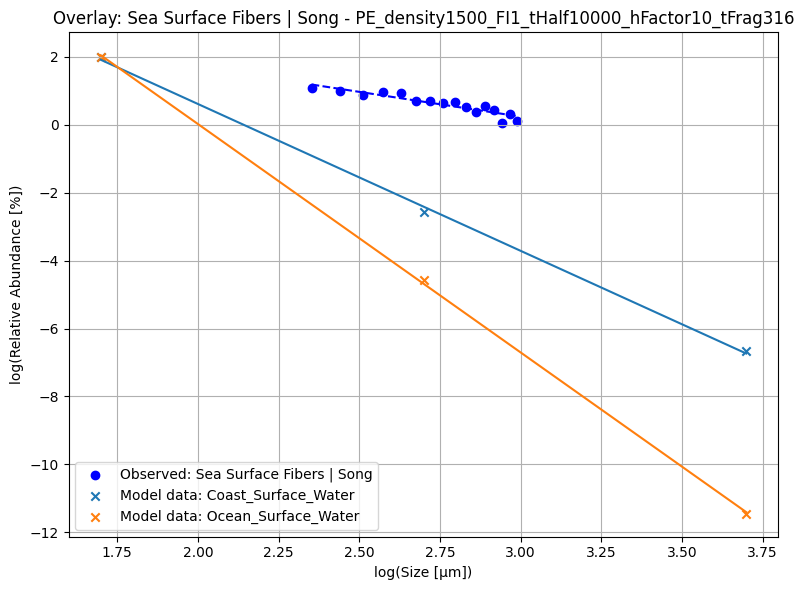 Overlay: Sea Surface Fibers | Song - PE_density1500_FI1_tHalf10000_hFactor10_tFrag316
log(Relative Abundance [%])
2
0
−2
−4
−6
−8
−10
−12
Observed: Sea Surface Fibers | Song
Model data: Coast_Surface_Water
Model data: Ocean_Surface_Water
1.75 2.00 2.25 2.50 2.75 3.00 3.25 3.50 3.75
log(Size [μm])